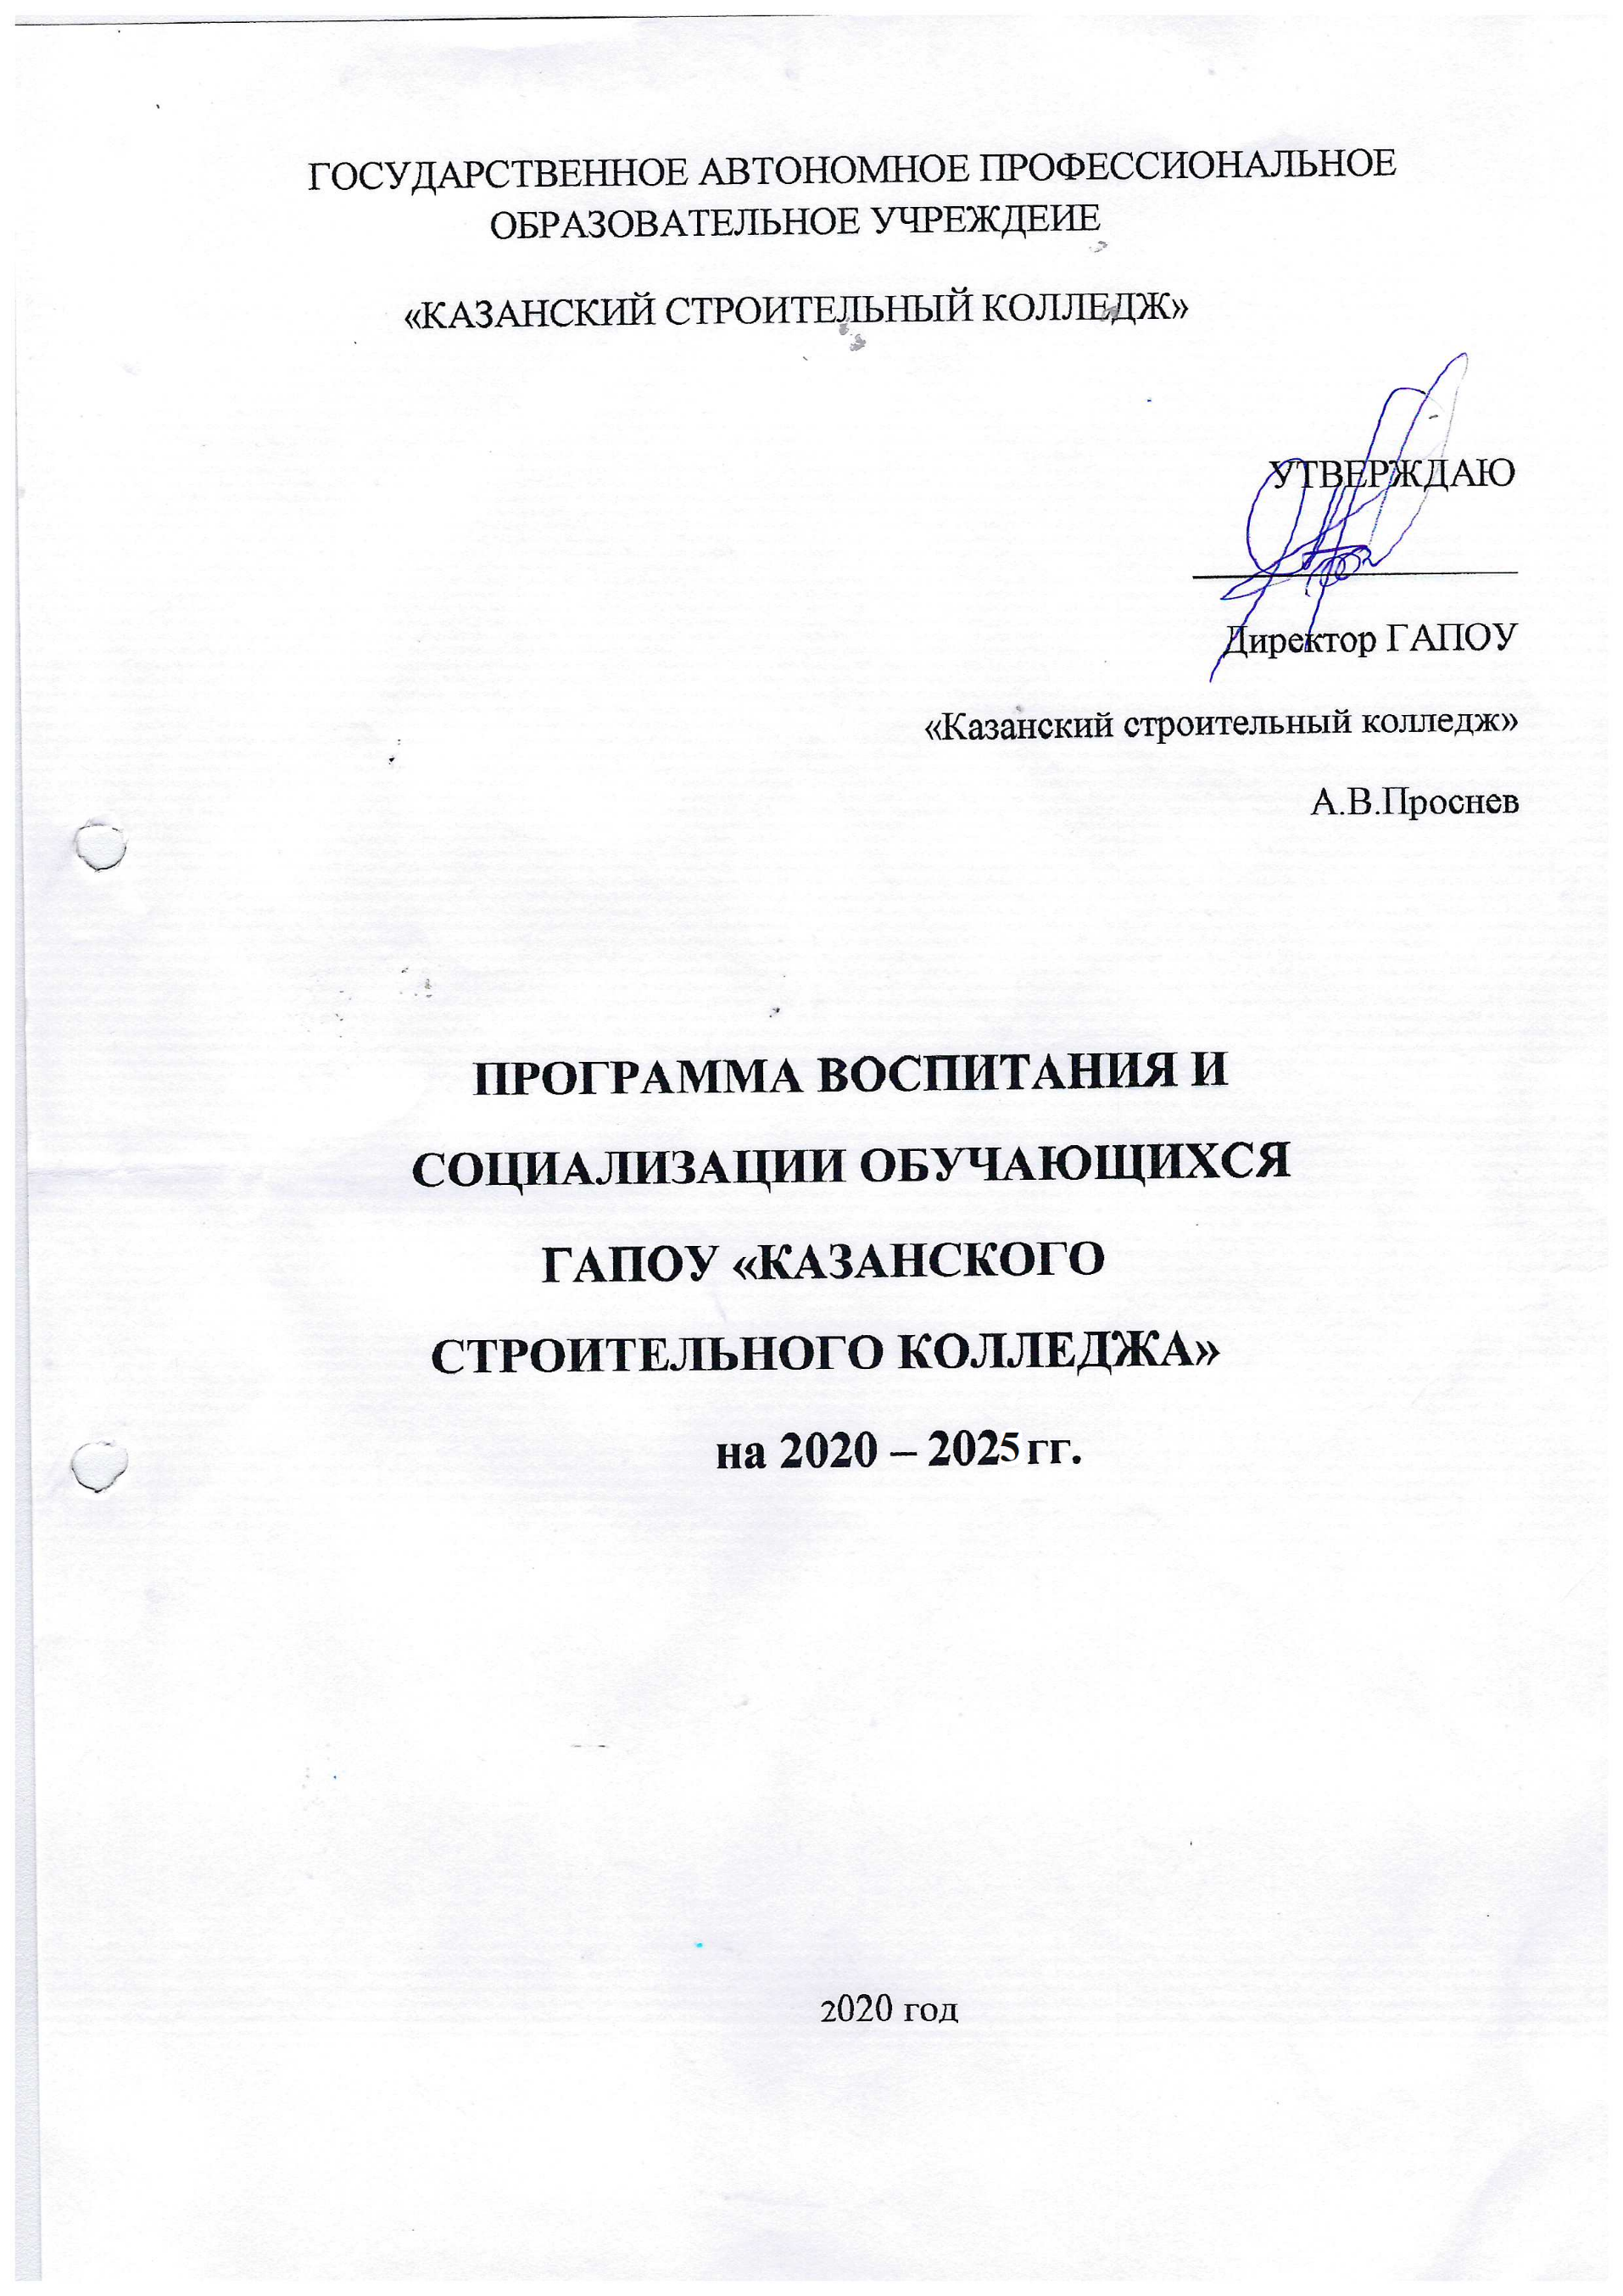 ГОСУДАРСТВЕННОЕ АВТОНОМНОЕ ПРОФЕССИОНАЛЬНОЕ
ОБРАЗОВАТЕЛЬНОЕ УЧРЕЖДЕИЕ
«КАЗАНСКИЙ СТРОИТЕЛЬНЫЙ КОЛЛЕДЖ»
УТВЕРЖДАЮ
Директор ГАПОУ
«Казанский строительный колледж»
А.В.Проснев
ПРОГРАММА ВОСПИТАНИЯ И
СОЦИАЛИЗАЦИИ ОБУЧАЮЩИХСЯ
ГАПОУ «КАЗАНСКОГО
СТРОИТЕЛЬНОГО КОЛЛЕДЖА»
на 2020 – 2025 гг.
2020 год